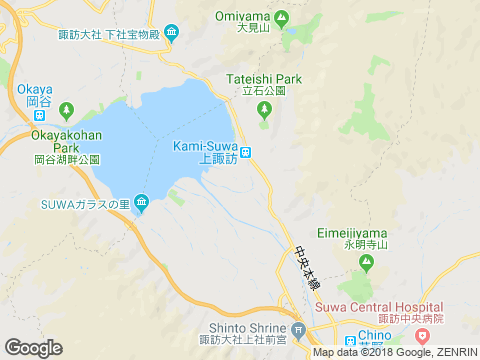 Omiyama
大見山
諏訪大社 下社宝物殿
Okaya
岡谷
Tateishi Park
立石公園
Okayakohan Park
岡谷湖畔公園
Kami-Suwa
上諏訪
SUWAガラスの里
中央本線
Eimeijiyama
永明寺山
Suwa Central Hospital
諏訪中央病院
Shinto Shrine
諏訪大社上社前宮
Chino
茅野
Google
Map data ©2018 Google, ZENRIN